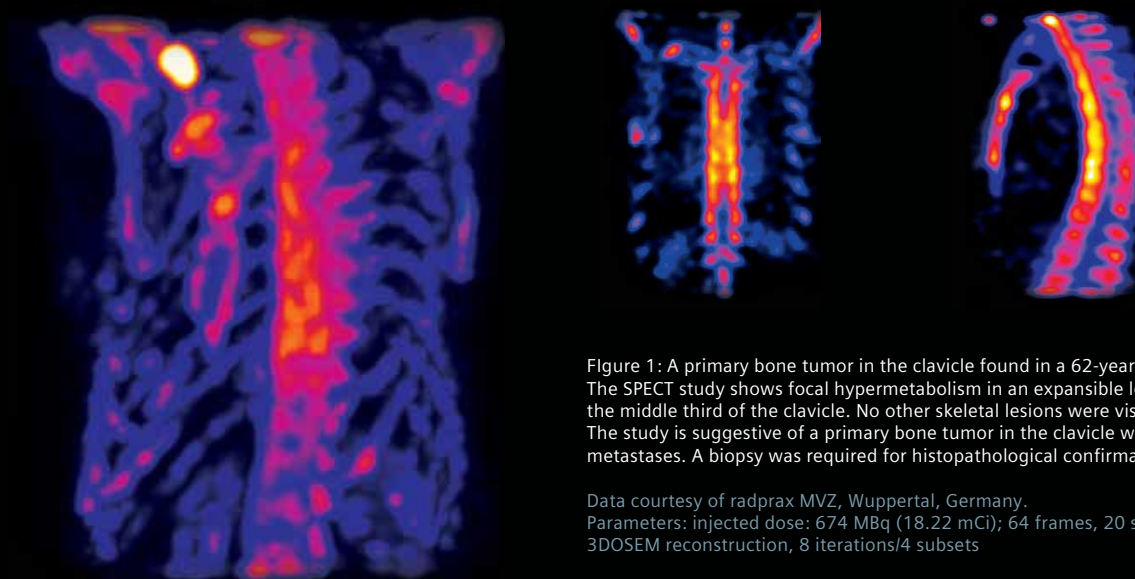 FIgure 1: A primary bone tumor in the clavicle found in a 62-year
The SPECT study shows focal hypermetabolism in an expansible
the middle third of the clavicle. No other skeletal lesions were
The study is suggestive of a primary bone tumor in the clavicle
metastases. A biopsy was required for histopathological
Data courtesy of radprax MVZ, Wuppertal, Germany.
Parameters: injected dose: 674 MBq (18.22 mCi); 64 frames, 20
3DOSEM reconstruction, 8 iterations/4 subsets